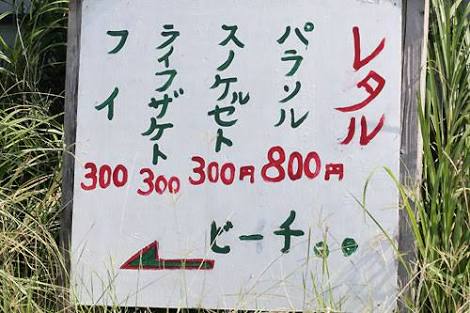 レタル
パラソル
800円
スノケルセト
300円
ライフザケト
300
フイ
300
ビーチ。。